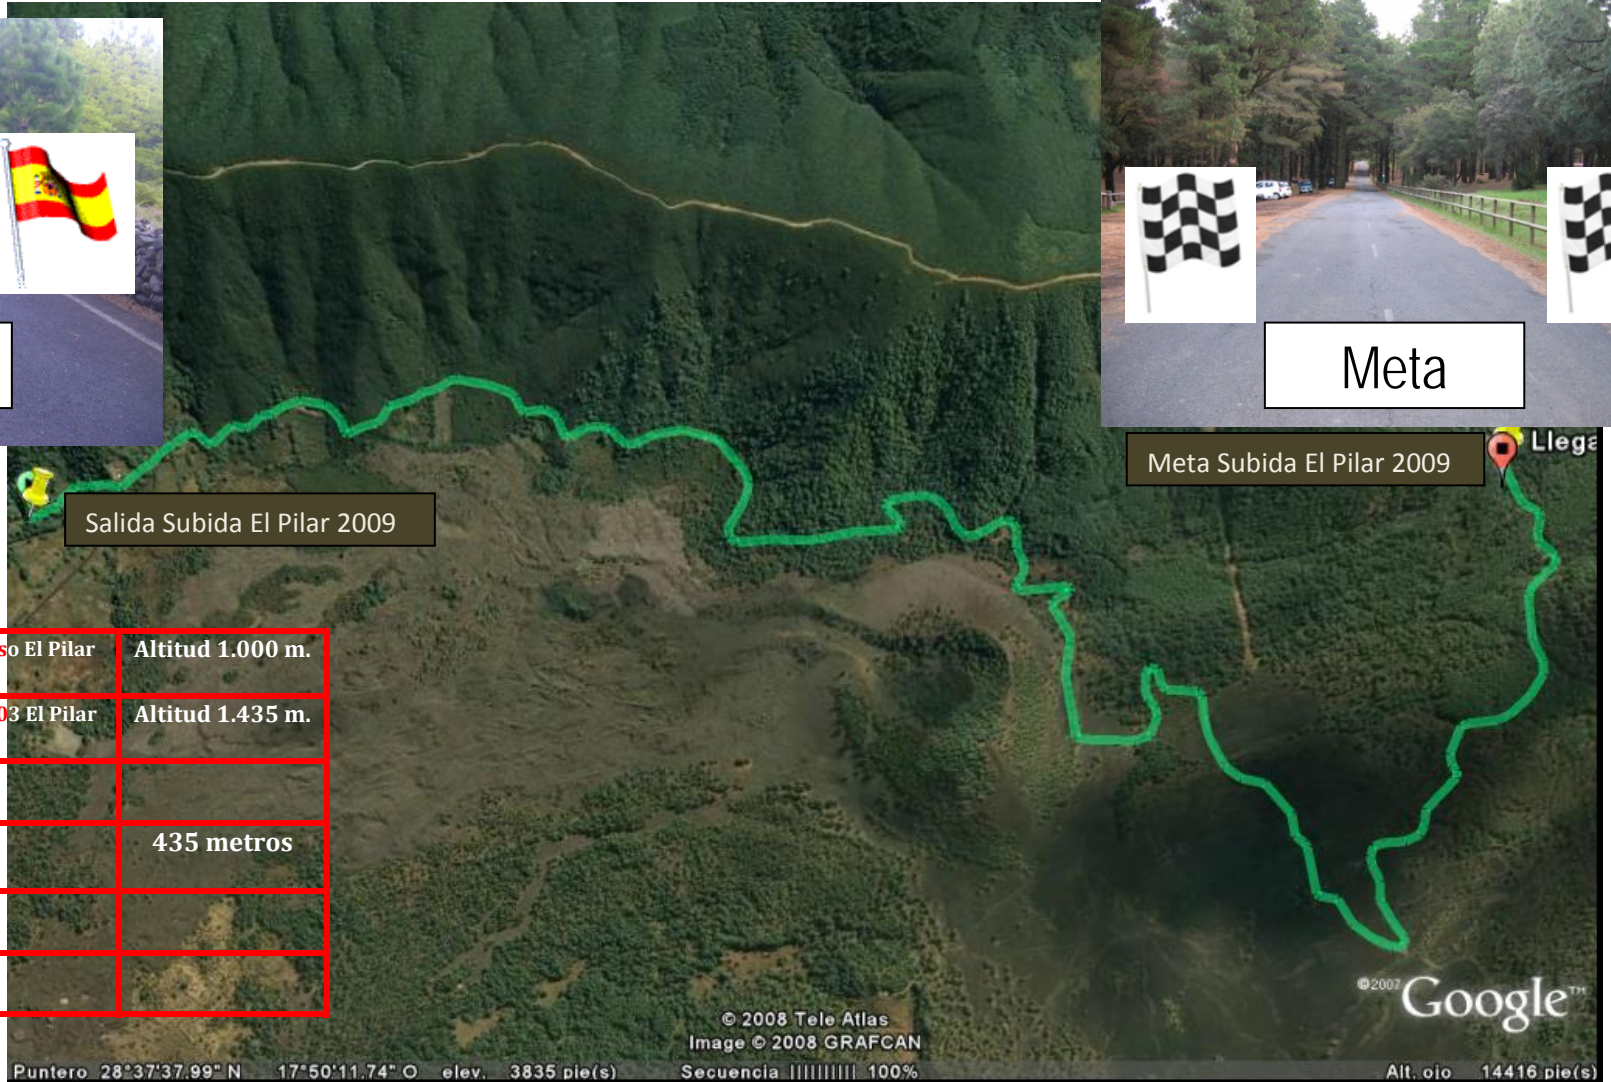 Meta
Llega
Meta Subida El Pilar 2009
Salida Subida El Pilar 2009
so El Pilar Altitud 1.000 m.
03 El Pilar Altitud 1.435 m.
435 metros
©2007 Google™
© 2008 Tele Atlas
Image © 2008 GRAFCAN
Puntero 28°37'37.99" N 17°50'11.74" O elev. 3835 pie(s) Secuencia |||||||||| 100% Alt. ojo 14416 pie(s)